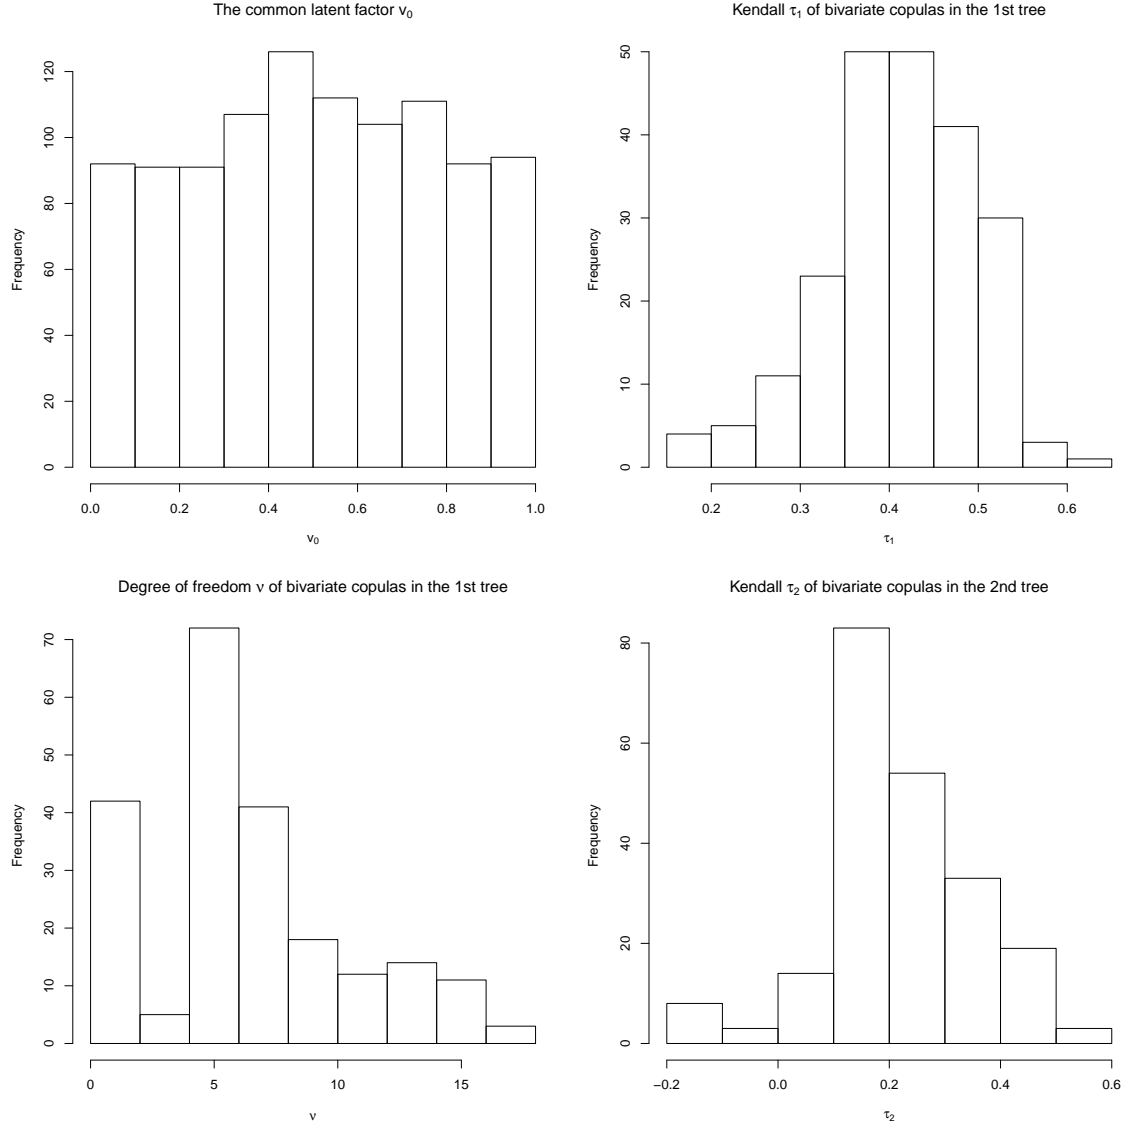 The common latent factor v₀
Frequency
0 20 40 60 80 100 120
0.0 0.2 0.4 0.6 0.8 1.0
v₀
Kendall τ₁ of bivariate copulas in the 1st tree
Frequency
0 10 20 30 40 50
0.2 0.3 0.4 0.5 0.6
τ₁
Degree of freedom ν of bivariate copulas in the 1st tree
Frequency
0 10 20 30 40 50 60 70
0 5 10 15
ν
Kendall τ₂ of bivariate copulas in the 2nd tree
Frequency
0 20 40 60 80
−0.2 0.0 0.2 0.4 0.6
τ₂